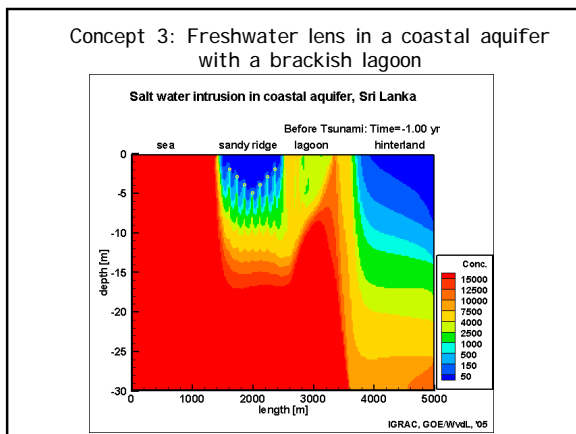 Concept 3: Freshwater lens in a coastal aquifer
with a brackish lagoon
Salt water intrusion in coastal aquifer, Sri Lanka
Before Tsunami: Time=-1.00 yr
sea sandy ridge lagoon hinterland
0
-5
-10
-15
-20
-25
-30
depth [m]
0 1000 2000 3000 4000 5000
length [m]
Conc.
15000
12500
10000
7500
4000
2500
1000
500
150
50
IGRAC, GOE/WvdL, '05